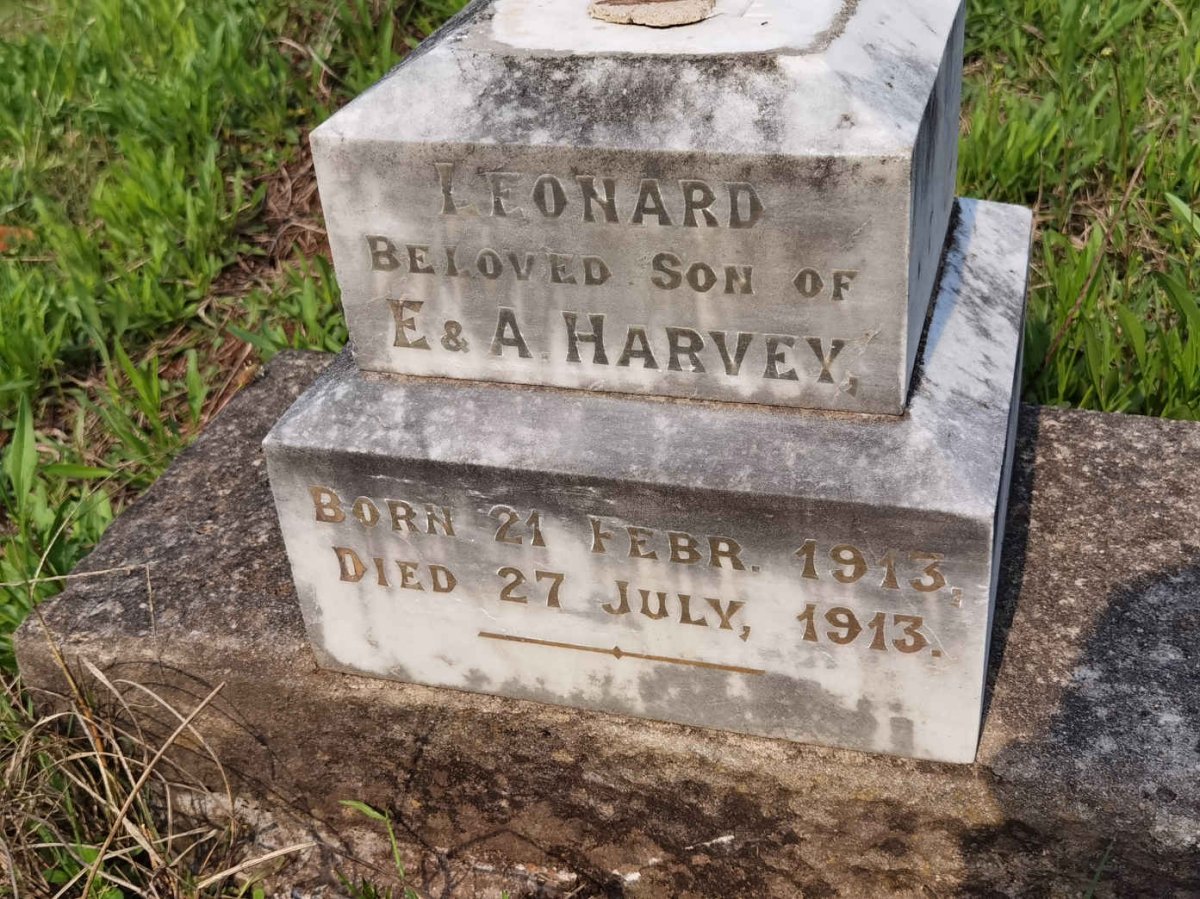 LEONARD
BELOVED SON OF
E & A. HARVEY,
BORN 21 FEBR. 1913,
DIED 27 JULY, 1913.